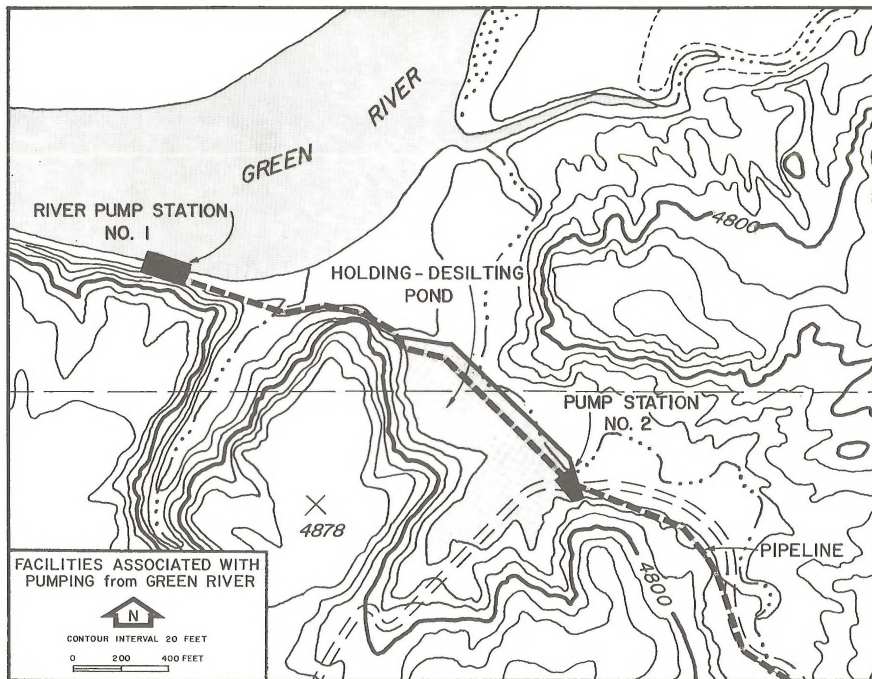 GREEN RIVER
RIVER PUMP STATION
NO. 1
4800
HOLDING-DESILTING
POND
PUMP STATION
NO. 2
4878
PIPELINE
4800
FACILITIES ASSOCIATED WITH
PUMPING from GREEN RIVER
N
CONTOUR INTERVAL 20 FEET
0 200 400 FEET